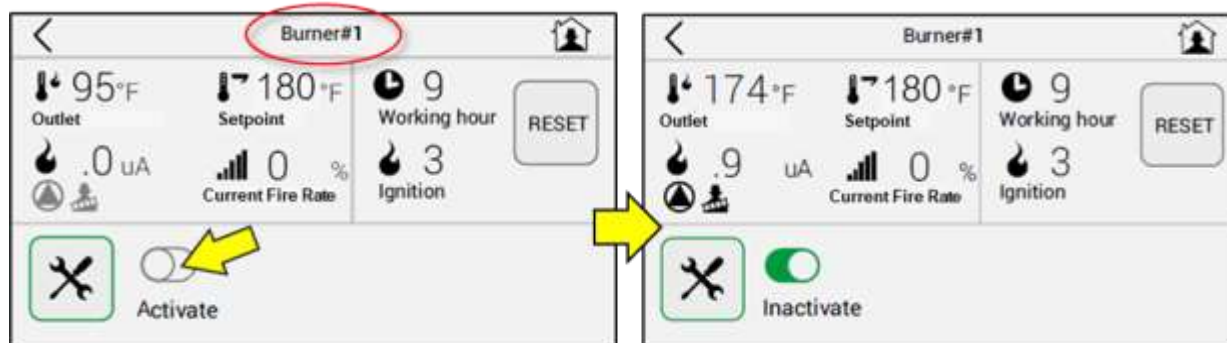 Burner#1
95°F
Outlet
180°F
Setpoint
9
Working hour
RESET
.0 uA
0 %
Current Fire Rate
3
Ignition
Activate
Burner#1
174°F
Outlet
180°F
Setpoint
9
Working hour
RESET
.9 uA
0 %
Current Fire Rate
3
Ignition
Inactivate